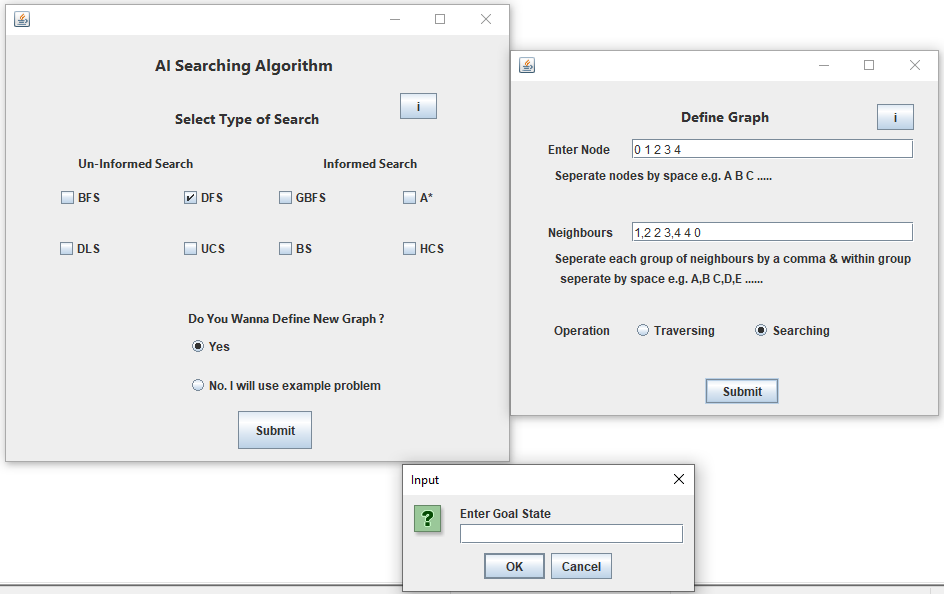 AI Searching Algorithm
i
Select Type of Search
Un-Informed Search Informed Search
BFS DFS GBFS A*
DLS UCS BS HCS
Do You Wanna Define New Graph ?
Yes
No. I will use example problem
Submit
Define Graph
i
Enter Node 0 1 2 3 4
Seperate nodes by space e.g. A B C .....
Neighbours 1,2 2 3,4 4 0
Seperate each group of neighbours by a comma & within group
seperate by space e.g. A,B C,D,E ......
Operation Traversing Searching
Submit
Input
?
Enter Goal State
OK Cancel